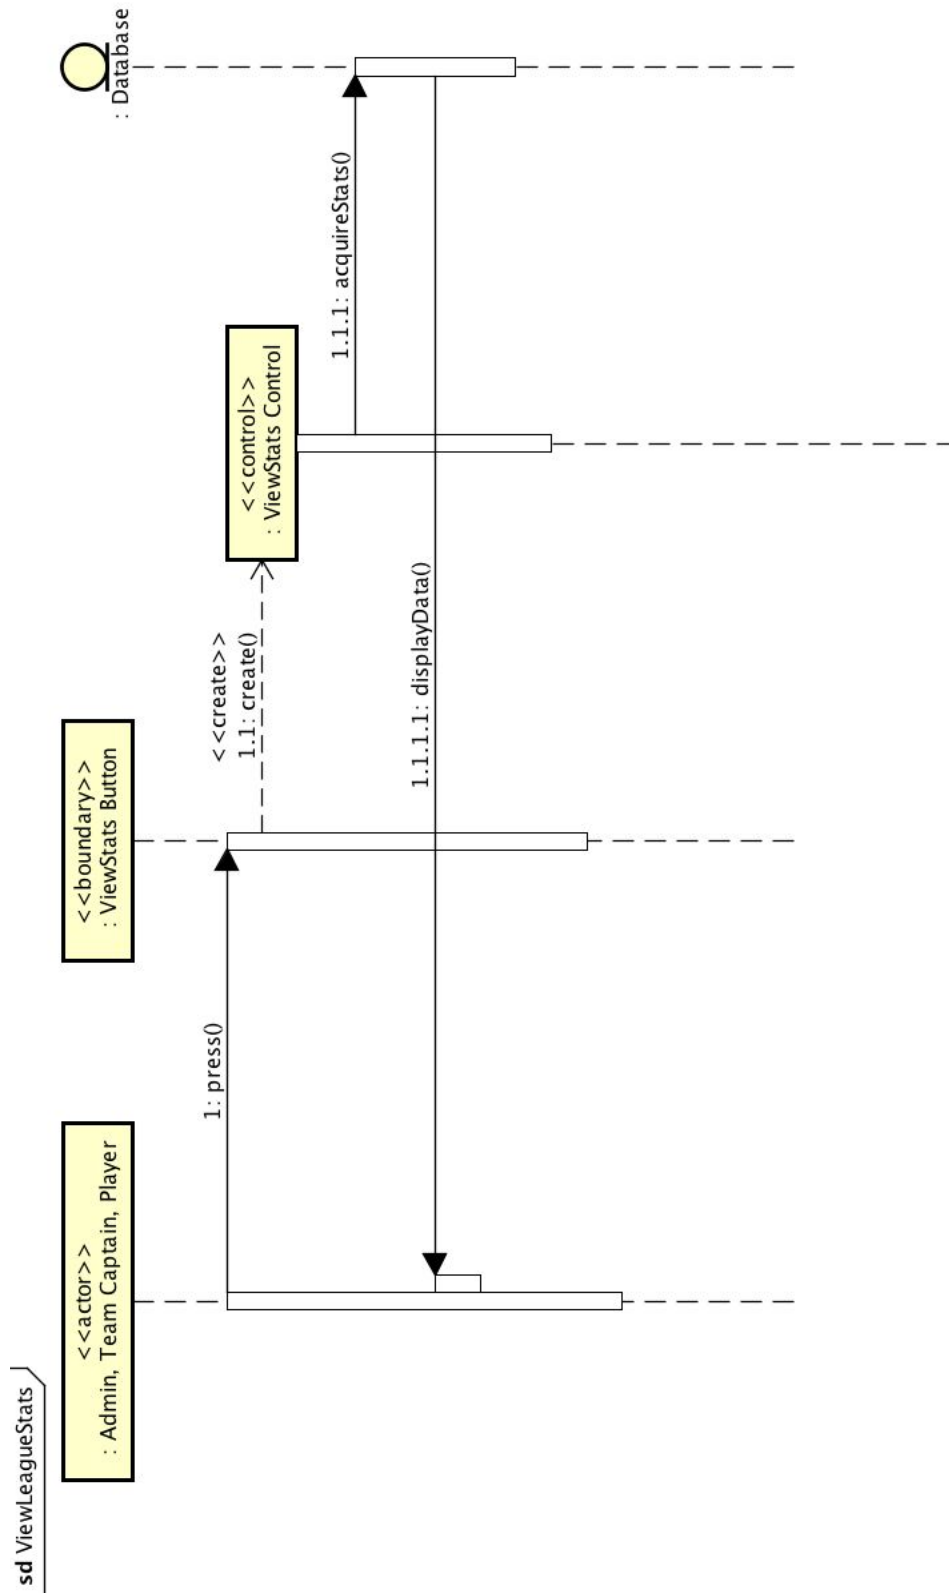 sd ViewLeagueStats
<<actor>>
: Admin, Team Captain, Player
<<boundary>>
: ViewStats Button
: Database
1: press()
<<create>>
1.1: create()
<<control>>
: ViewStats Control
1.1.1: acquireStats()
1.1.1.1: displayData()